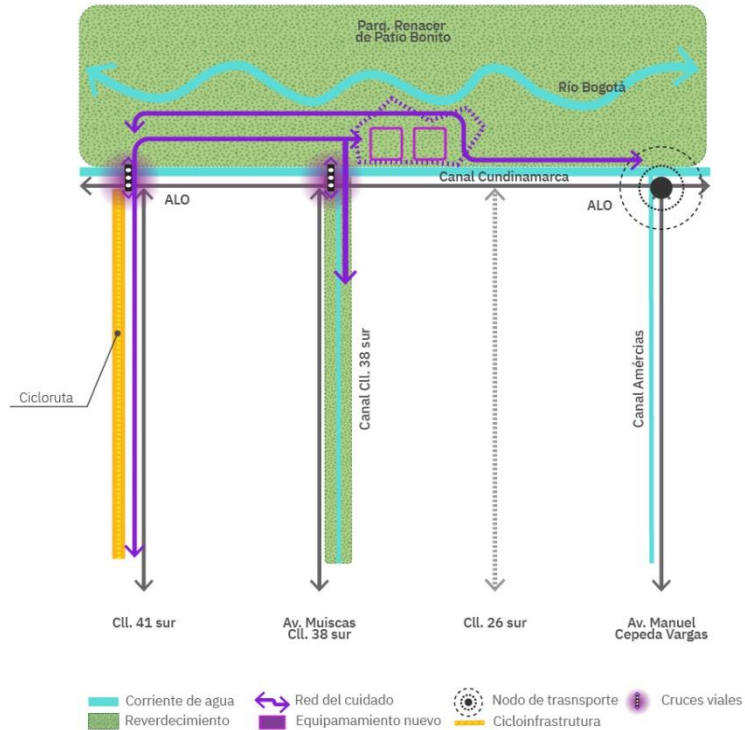 Parq. Renacer
de Patio Bonito
Río Bogotá
Canal Cundinamarca
ALO
ALO
Cicloruta
Canal Cll. 38 sur
Canal Amércias
Cll. 41 sur
Av. Muiscas
Cll. 38 sur
Cll. 26 sur
Av. Manuel
Cepeda Vargas
Corriente de agua
Red del cuidado
Nodo de trasnsporte
Cruces viales
Reverdecimiento
Equipamamiento nuevo
Cicloinfrastrutura